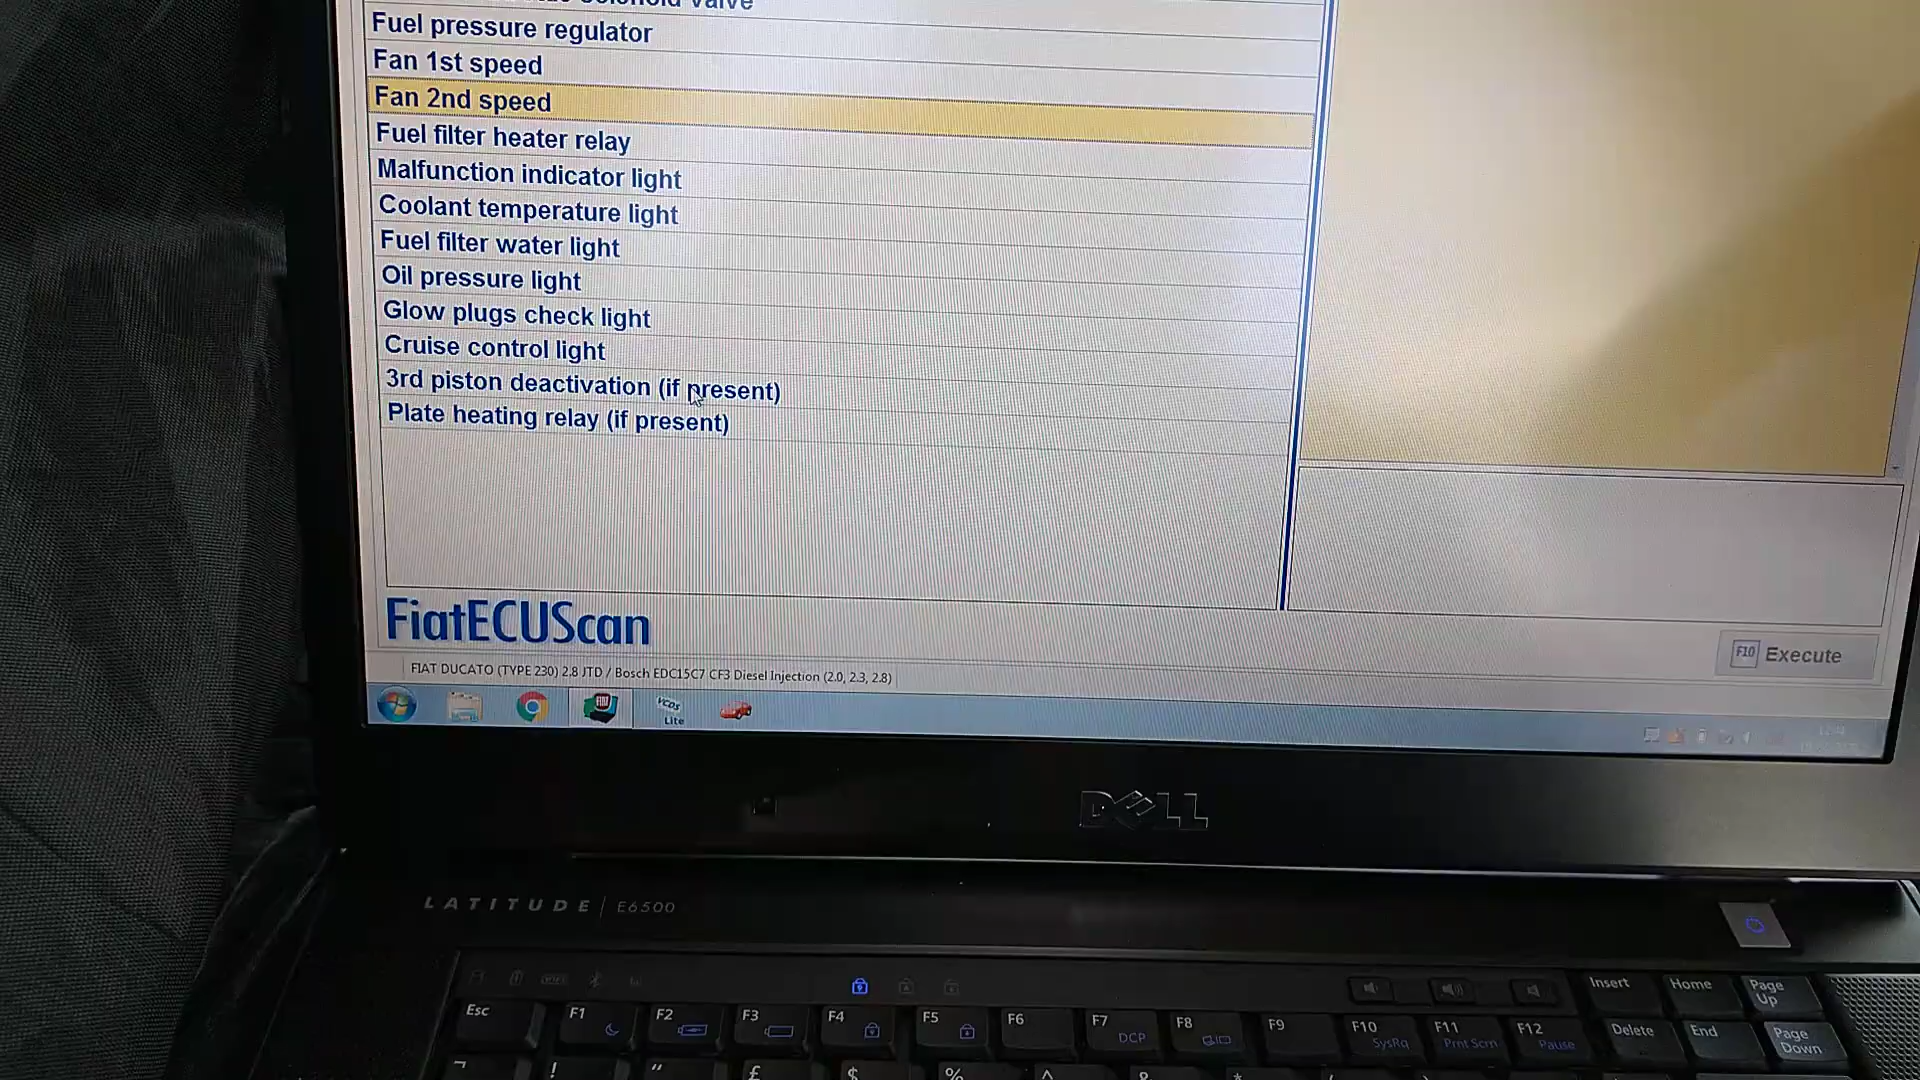 Valve
Fuel pressure regulator
Fan 1st speed
Fan 2nd speed
Fuel filter heater relay
Malfunction indicator light
Coolant temperature light
Fuel filter water light
Oil pressure light
Glow plugs check light
Cruise control light
3rd piston deactivation (if present)
Plate heating relay (if present)
FiatECUScan
F10 Execute
FIAT DUCATO (TYPE 230) 2.8 JTD / Bosch EDC15C7 CF3 Diesel Injection (2.0, 2.3, 2.8)
FIAT
VCDS
Lite
DELL
LATITUDE E6500
Insert Home Page Up
Esc F1 F2 F3 F4 F5 F6 F7 DCP F8 F9 F10 SysRq F11 Prnt Scrn F12 Pause Delete End Page Down
¬ ! " £ $ % ^